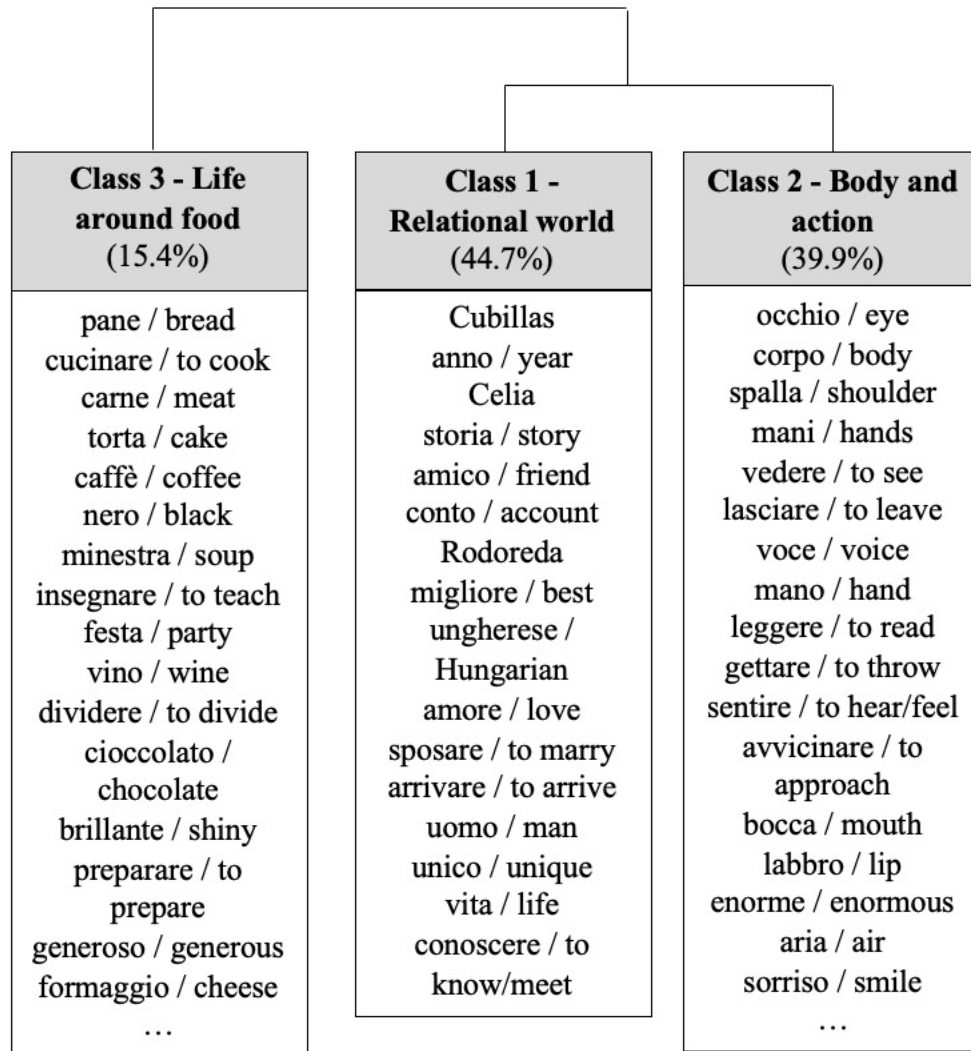 Class 3 - Life
around food
(15.4%)
pane / bread
cucinare / to cook
carne / meat
torta / cake
caffè / coffee
nero / black
minestra / soup
insegnare / to teach
festa / party
vino / wine
dividere / to divide
cioccolato /
chocolate
brillante / shiny
preparare / to
prepare
generoso / generous
formaggio / cheese
…
Class 1 -
Relational world
(44.7%)
Cubillas
anno / year
Celia
storia / story
amico / friend
conto / account
Rodoreda
migliore / best
ungherese /
Hungarian
amore / love
sposare / to marry
arrivare / to arrive
uomo / man
unico / unique
vita / life
conoscere / to
know/meet
Class 2 - Body and
action
(39.9%)
occhio / eye
corpo / body
spalla / shoulder
mani / hands
vedere / to see
lasciare / to leave
voce / voice
mano / hand
leggere / to read
gettare / to throw
sentire / to hear/feel
avvicinare / to
approach
bocca / mouth
labbro / lip
enorme / enormous
aria / air
sorriso / smile
…